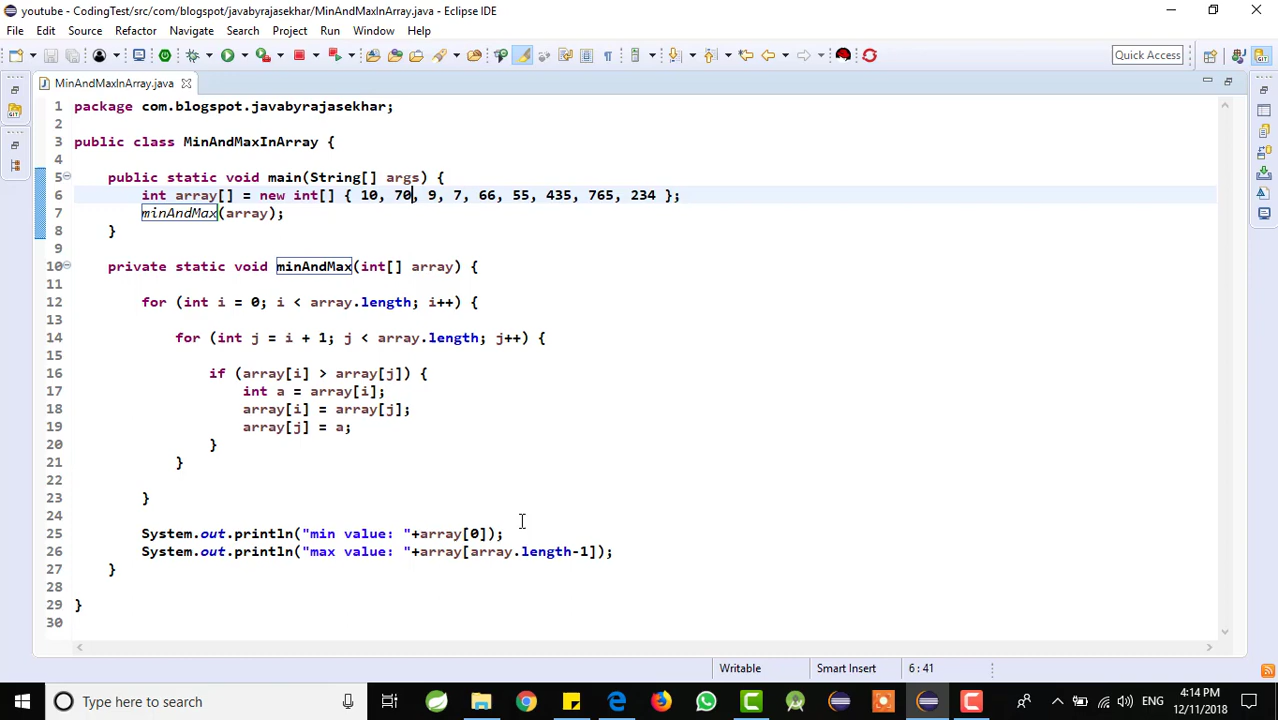 youtube - CodingTest/src/com/blogspot/javabyrajasekhar/MinAndMaxInArray.java - Eclipse IDE
File Edit Source Refactor Navigate Search Project Run Window Help
Quick Access
MinAndMaxInArray.java
1 package com.blogspot.javabyrajasekhar;
2
3 public class MinAndMaxInArray {
4
5 public static void main(String[] args) {
6 int array[] = new int[] { 10, 70, 9, 7, 66, 55, 435, 765, 234 };
7 minAndMax(array);
8 }
9
10 private static void minAndMax(int[] array) {
11
12 for (int i = 0; i < array.length; i++) {
13
14 for (int j = i + 1; j < array.length; j++) {
15
16 if (array[i] > array[j]) {
17 int a = array[i];
18 array[i] = array[j];
19 array[j] = a;
20 }
21 }
22
23 }
24
25 System.out.println("min value: "+array[0]);
26 System.out.println("max value: "+array[array.length-1]);
27 }
28
29 }
30
Writable Smart Insert 6 : 41
Type here to search
ENG
4:14 PM
12/11/2018